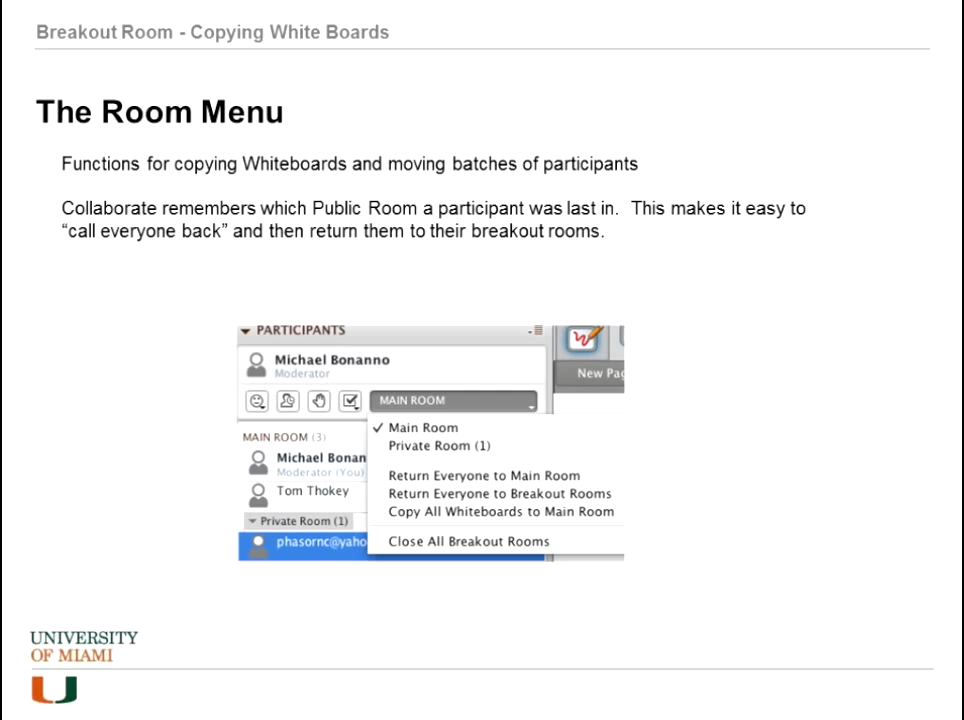 Breakout Room - Copying White Boards
The Room Menu
Functions for copying Whiteboards and moving batches of participants
Collaborate remembers which Public Room a participant was last in.  This makes it easy to
“call everyone back” and then return them to their breakout rooms.
PARTICIPANTS
Michael Bonanno
Moderator
MAIN ROOM
New Pag
MAIN ROOM (3)
Michael Bonan
Moderator (You)
Tom Thokey
Private Room (1)
phasornc@yaho
✓ Main Room
Private Room (1)
Return Everyone to Main Room
Return Everyone to Breakout Rooms
Copy All Whiteboards to Main Room
Close All Breakout Rooms
UNIVERSITY
OF MIAMI